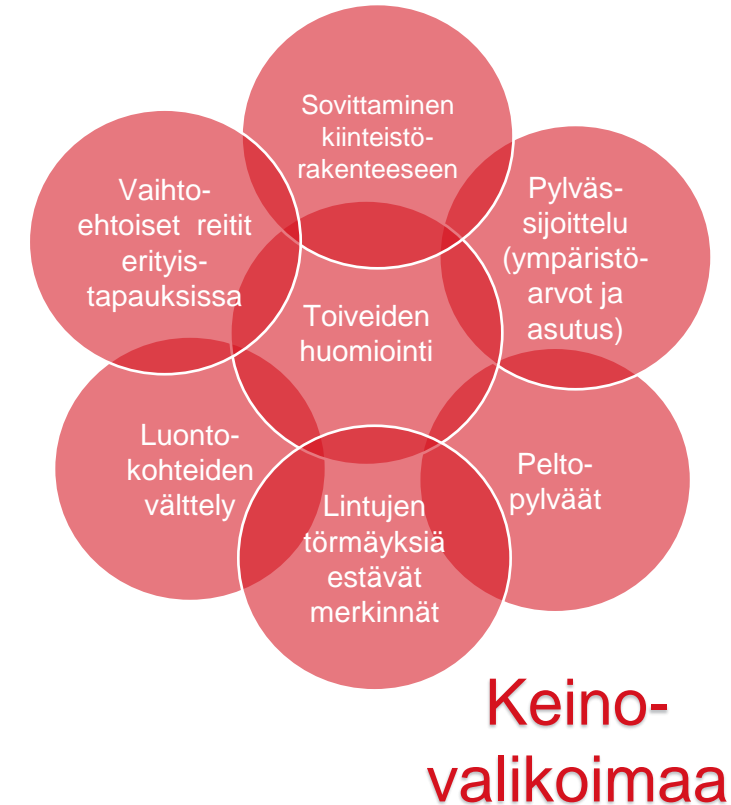 Sovittaminen
kiinteistö-
rakenteeseen
Pylväs-
sijoittelu
(ympäristö-
arvot ja
asutus)
Pelto-
pylväät
Lintujen
törmäyksiä
estävät
merkinnät
Luonto-
kohteiden
välttely
Vaihto-
ehtoiset reitit
erityis-
tapauksissa
Toiveiden
huomiointi
Keino-
valikoimaa